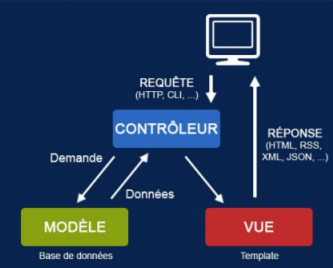 REQUÊTE
(HTTP, CLI, ...)
CONTRÔLEUR
RÉPONSE
(HTML, RSS,
XML, JSON, ...)
Demande
Données
MODÈLE
VUE
Base de données
Template